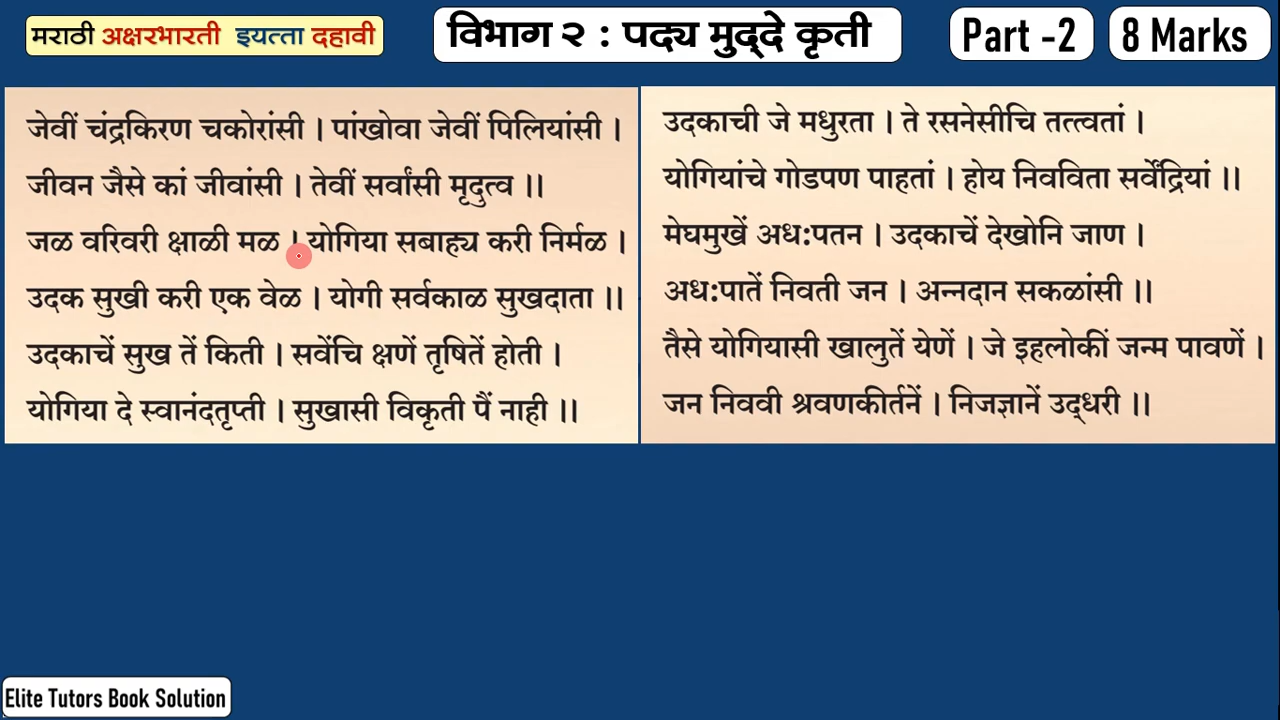 मराठी अक्षरभारती इयत्ता दहावी
विभाग २ : पद्य मुद्‌दे कृती
Part -2
8 Marks
जेवीं चंद्रकिरण चकोरांसी । पांखोवा जेवीं पिलियांसी ।
जीवन जैसे कां जीवांसी । तेवीं सर्वांसी मृदुत्व ।।
जळ वरिवरी क्षाळी मळ । योगिया सबाह्य करी निर्मळ ।
उदक सुखी करी एक वेळ । योगी सर्वकाळ सुखदाता ।।
उदकाचें सुख तें किती । सवेंचि क्षणें तृषितें होती ।
योगिया दे स्वानंदतृप्ती । सुखासी विकृती पैं नाही ।।
उदकाची जे मधुरता । ते रसनेसीचि तत्त्वतां ।
योगियांचे गोडपण पाहतां । होय निवविता सर्वेंद्रियां ।।
मेघमुखें अध:पतन । उदकाचें देखोनि जाण ।
अध:पातें निवती जन । अन्नदान सकळांसी ।।
तैसे योगियासी खालुतें येणें । जे इहलोकीं जन्म पावणें ।
जन निववी श्रवणकीर्तनें । निजज्ञानें उद्‌धरी ।।
Elite Tutors Book Solution